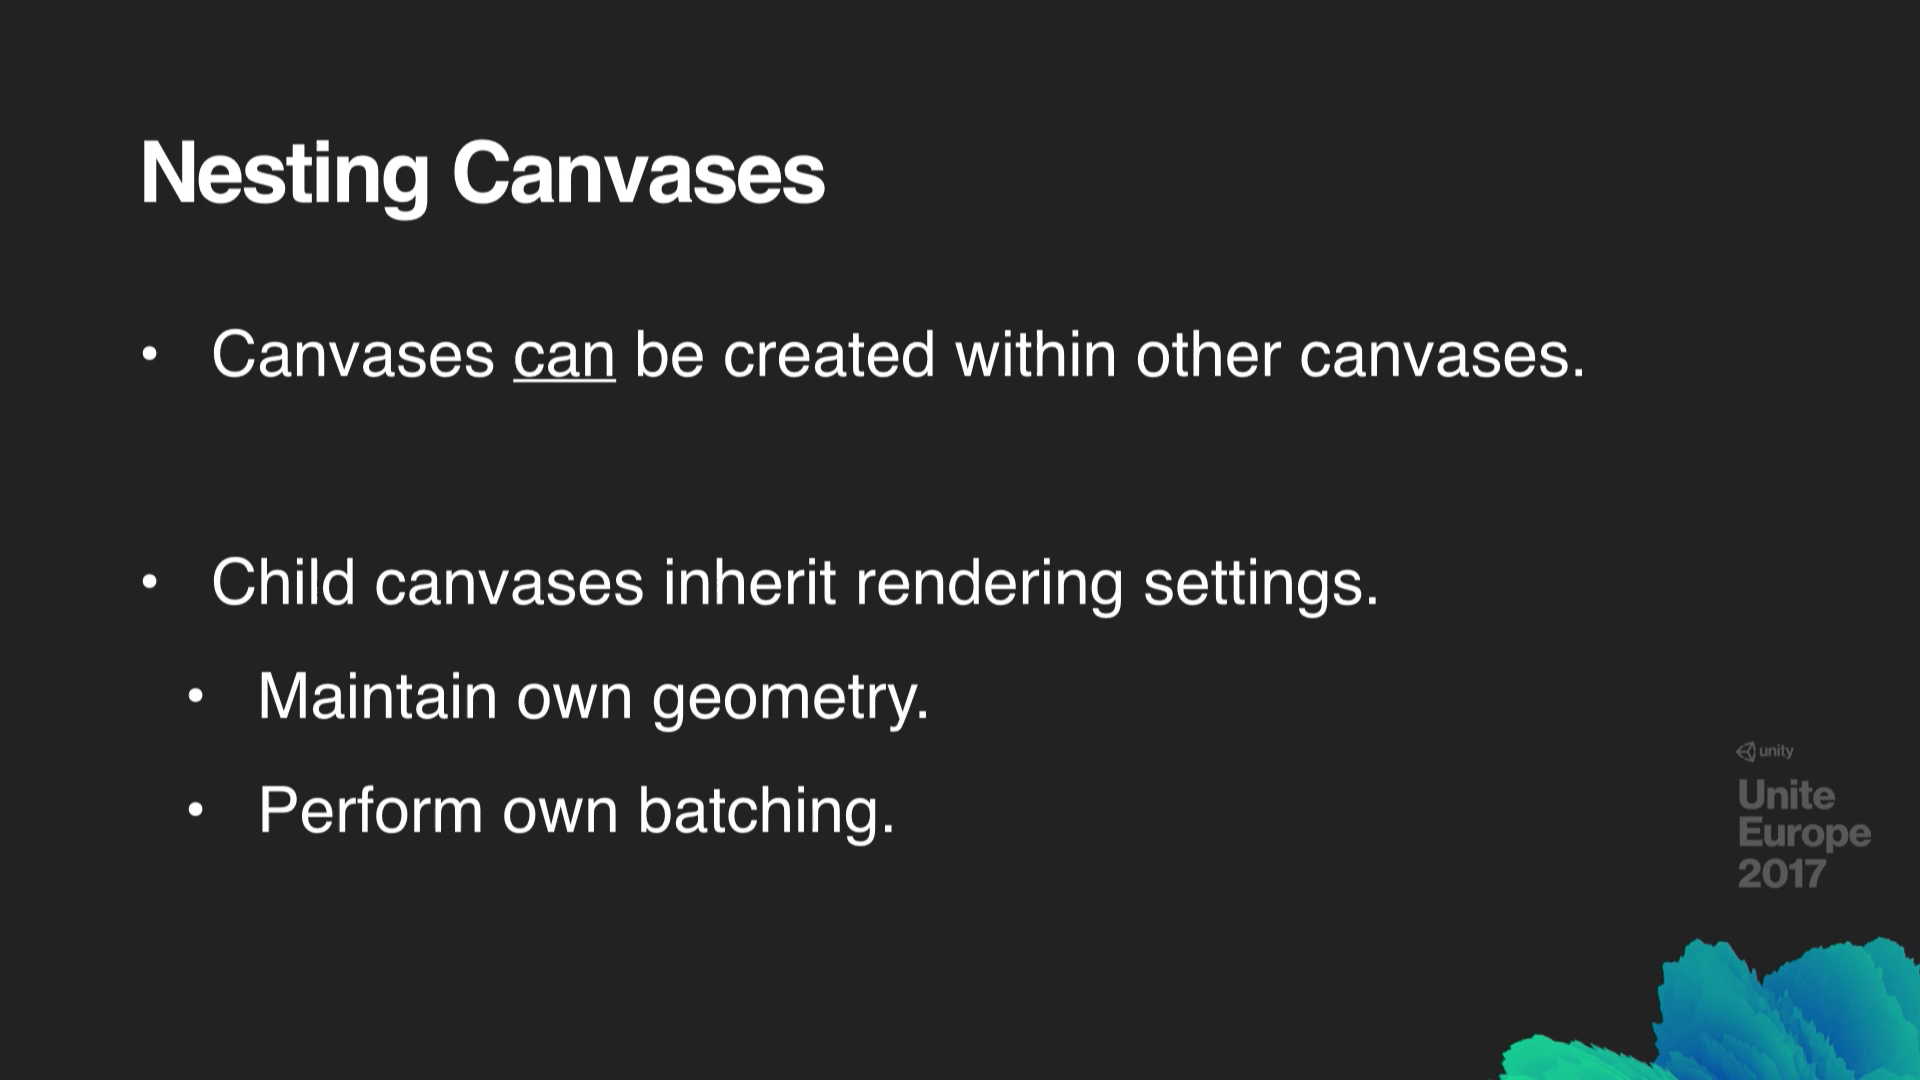 Nesting Canvases
• Canvases can be created within other canvases.
• Child canvases inherit rendering settings.
• Maintain own geometry.
• Perform own batching.
unity
Unite
Europe
2017